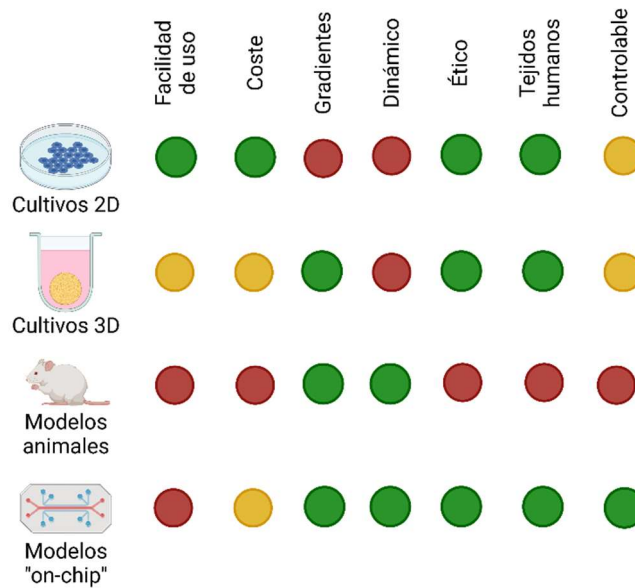 Facilidad
de uso
Coste
Gradientes
Dinámico
Ético
Tejidos
humanos
Controlable
Cultivos 2D
Cultivos 3D
Modelos
animales
Modelos
"on-chip"